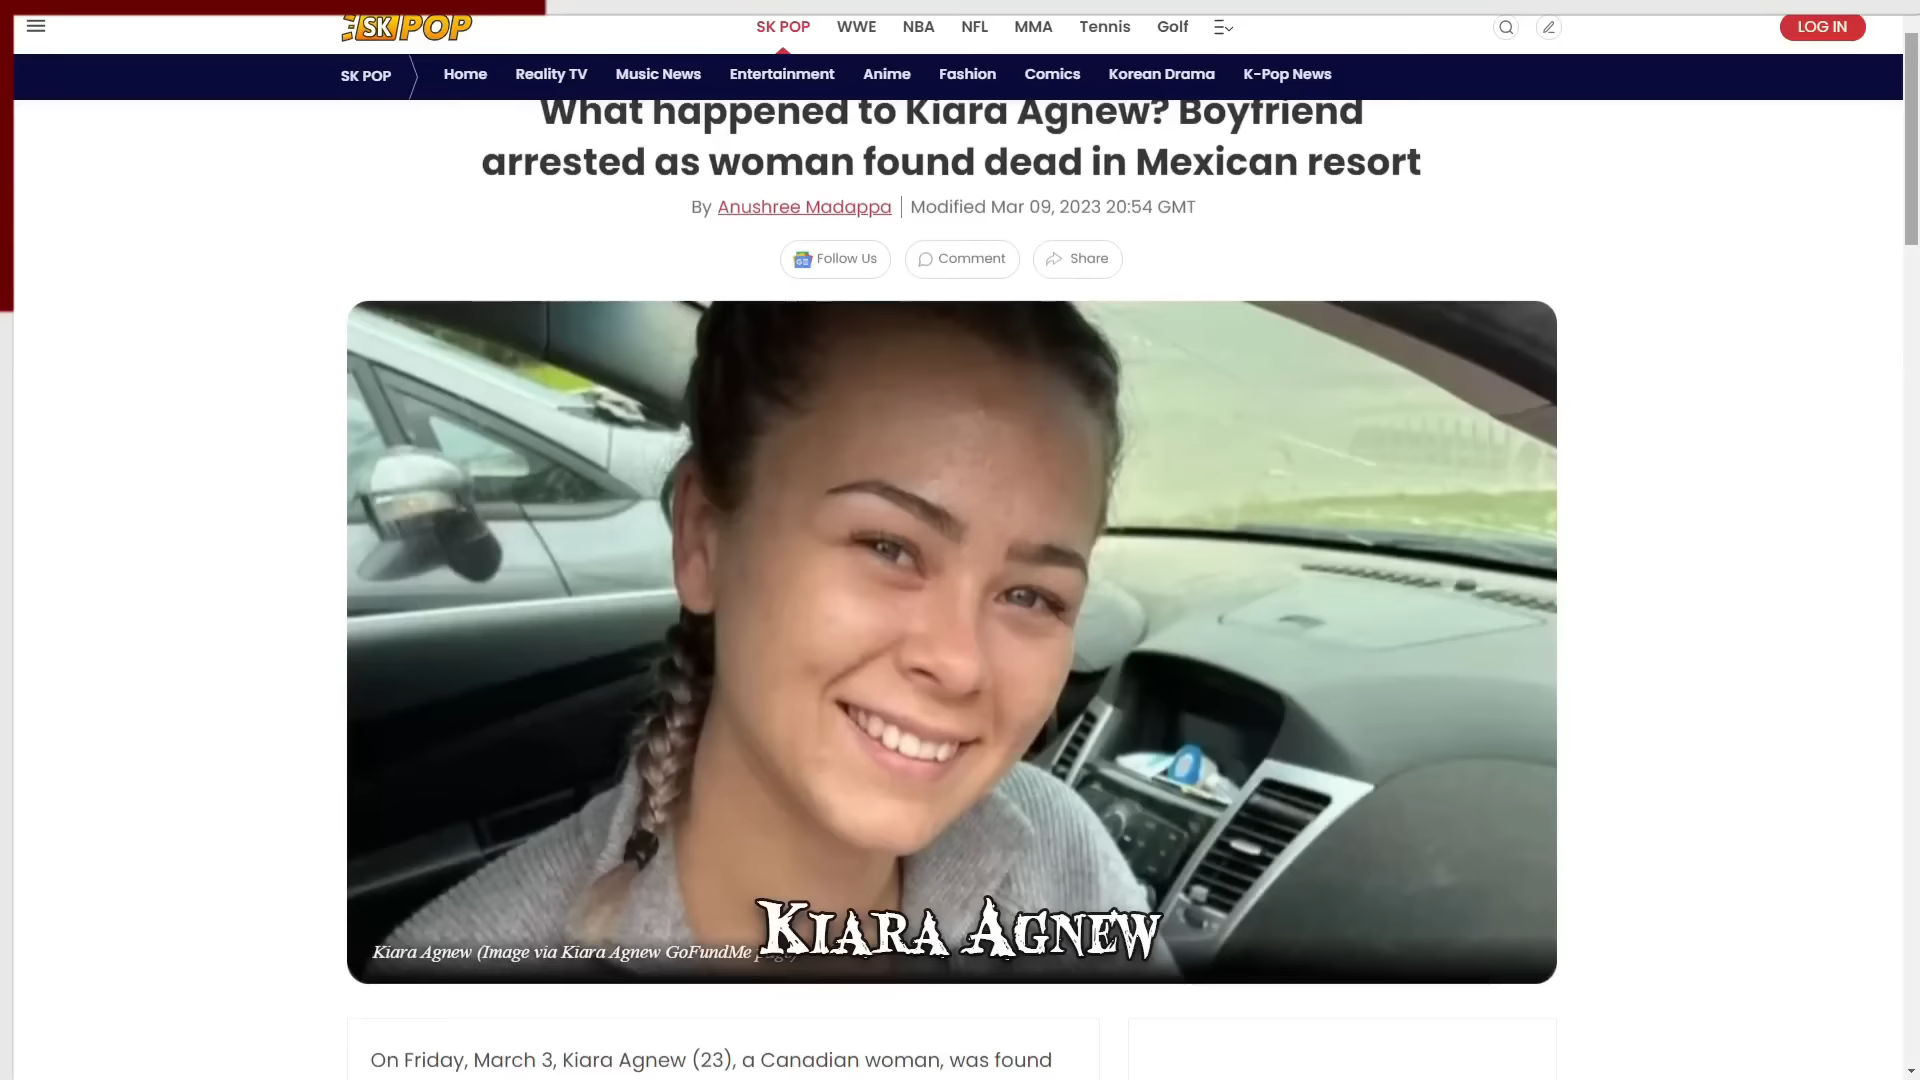 SK POP
SK POP WWE NBA NFL MMA Tennis Golf
LOG IN
SK POP Home Reality TV Music News Entertainment Anime Fashion Comics Korean Drama K-Pop News
What happened to Kiara Agnew? Boyfriend
arrested as woman found dead in Mexican resort
By Anushree Madappa | Modified Mar 09, 2023 20:54 GMT
Follow Us Comment Share
Kiara Agnew
Kiara Agnew (Image via Kiara Agnew GoFundMe page)
On Friday, March 3, Kiara Agnew (23), a Canadian woman, was found